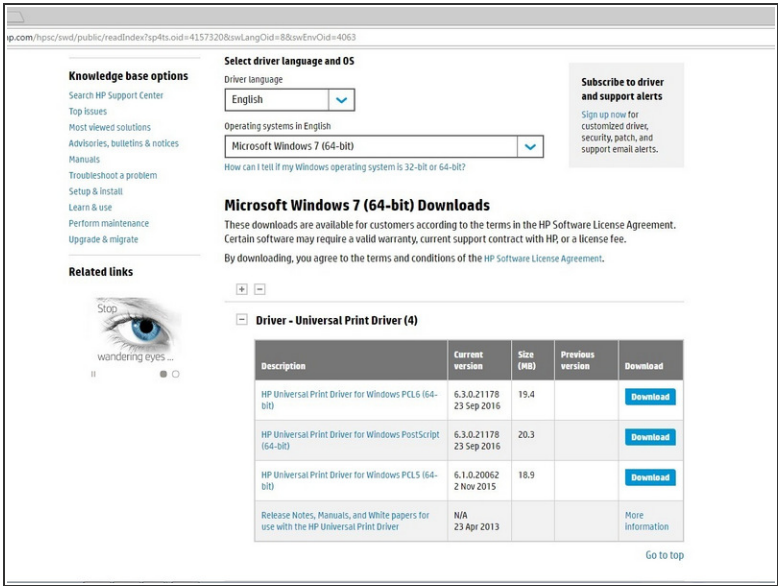 ip.com/hpsc/swd/public/readIndex?sp4ts.oid=4157320&swLangOid=8&swEnvOid=4063
Knowledge base options
Search HP Support Center
Top issues
Most viewed solutions
Advisories, bulletins & notices
Manuals
Troubleshoot a problem
Setup & install
Learn & use
Perform maintenance
Upgrade & migrate
Related links
Stop
wandering eyes ...
Select driver language and OS
Driver language
English
Operating systems in English
Microsoft Windows 7 (64-bit)
How can I tell if my Windows operating system is 32-bit or 64-bit?
Subscribe to driver
and support alerts
Sign up now for
customized driver,
security, patch, and
support email alerts.
Microsoft Windows 7 (64-bit) Downloads
These downloads are available for customers according to the terms in the HP Software License Agreement.
Certain software may require a valid warranty, current support contract with HP, or a license fee.
By downloading, you agree to the terms and conditions of the HP Software License Agreement.
Driver - Universal Print Driver (4)
Description
Current
version
Size
(MB)
Previous
version
Download
HP Universal Print Driver for Windows PCL6 (64-
bit)
6.3.0.21178
23 Sep 2016
19.4
Download
HP Universal Print Driver for Windows PostScript
(64-bit)
6.3.0.21178
23 Sep 2016
20.3
Download
HP Universal Print Driver for Windows PCL5 (64-
bit)
6.1.0.20062
2 Nov 2015
18.9
Download
Release Notes, Manuals, and White papers for
use with the HP Universal Print Driver
N/A
23 Apr 2013
More
information
Go to top